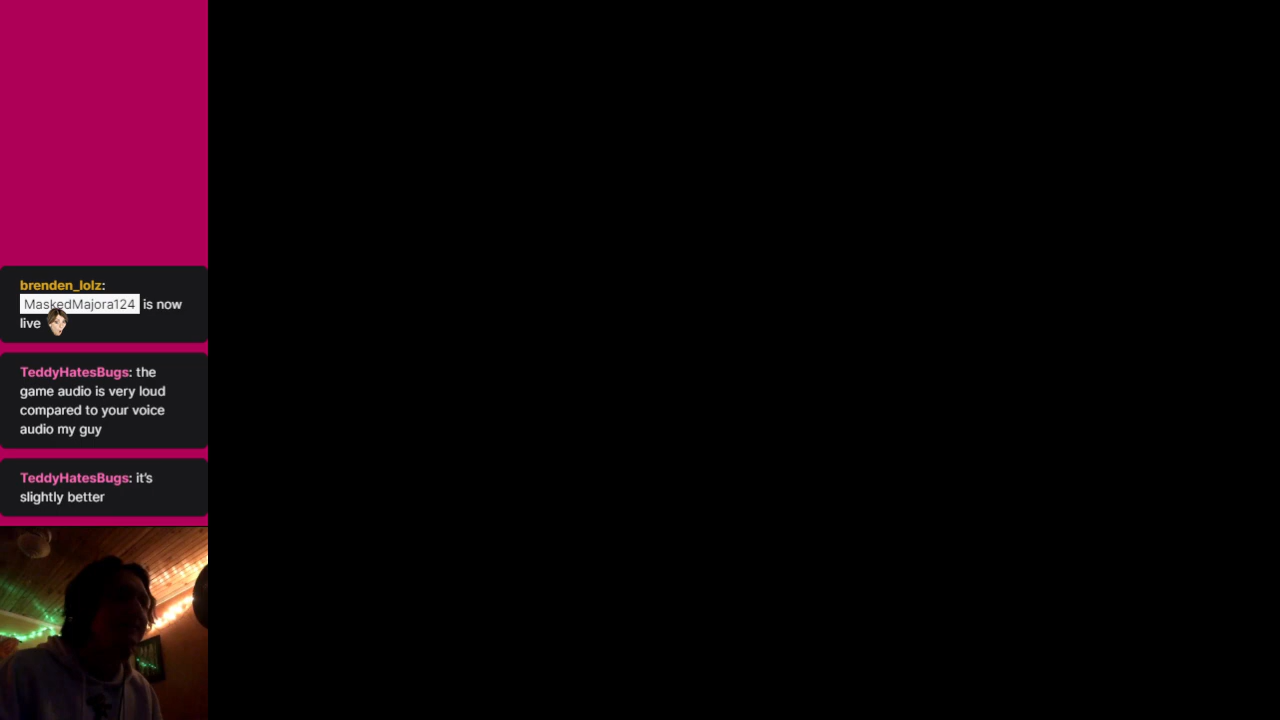 brenden_lolz:
MaskedMajora124 is now
live
TeddyHatesBugs: the
game audio is very loud
compared to your voice
audio my guy
TeddyHatesBugs: it's
slightly better